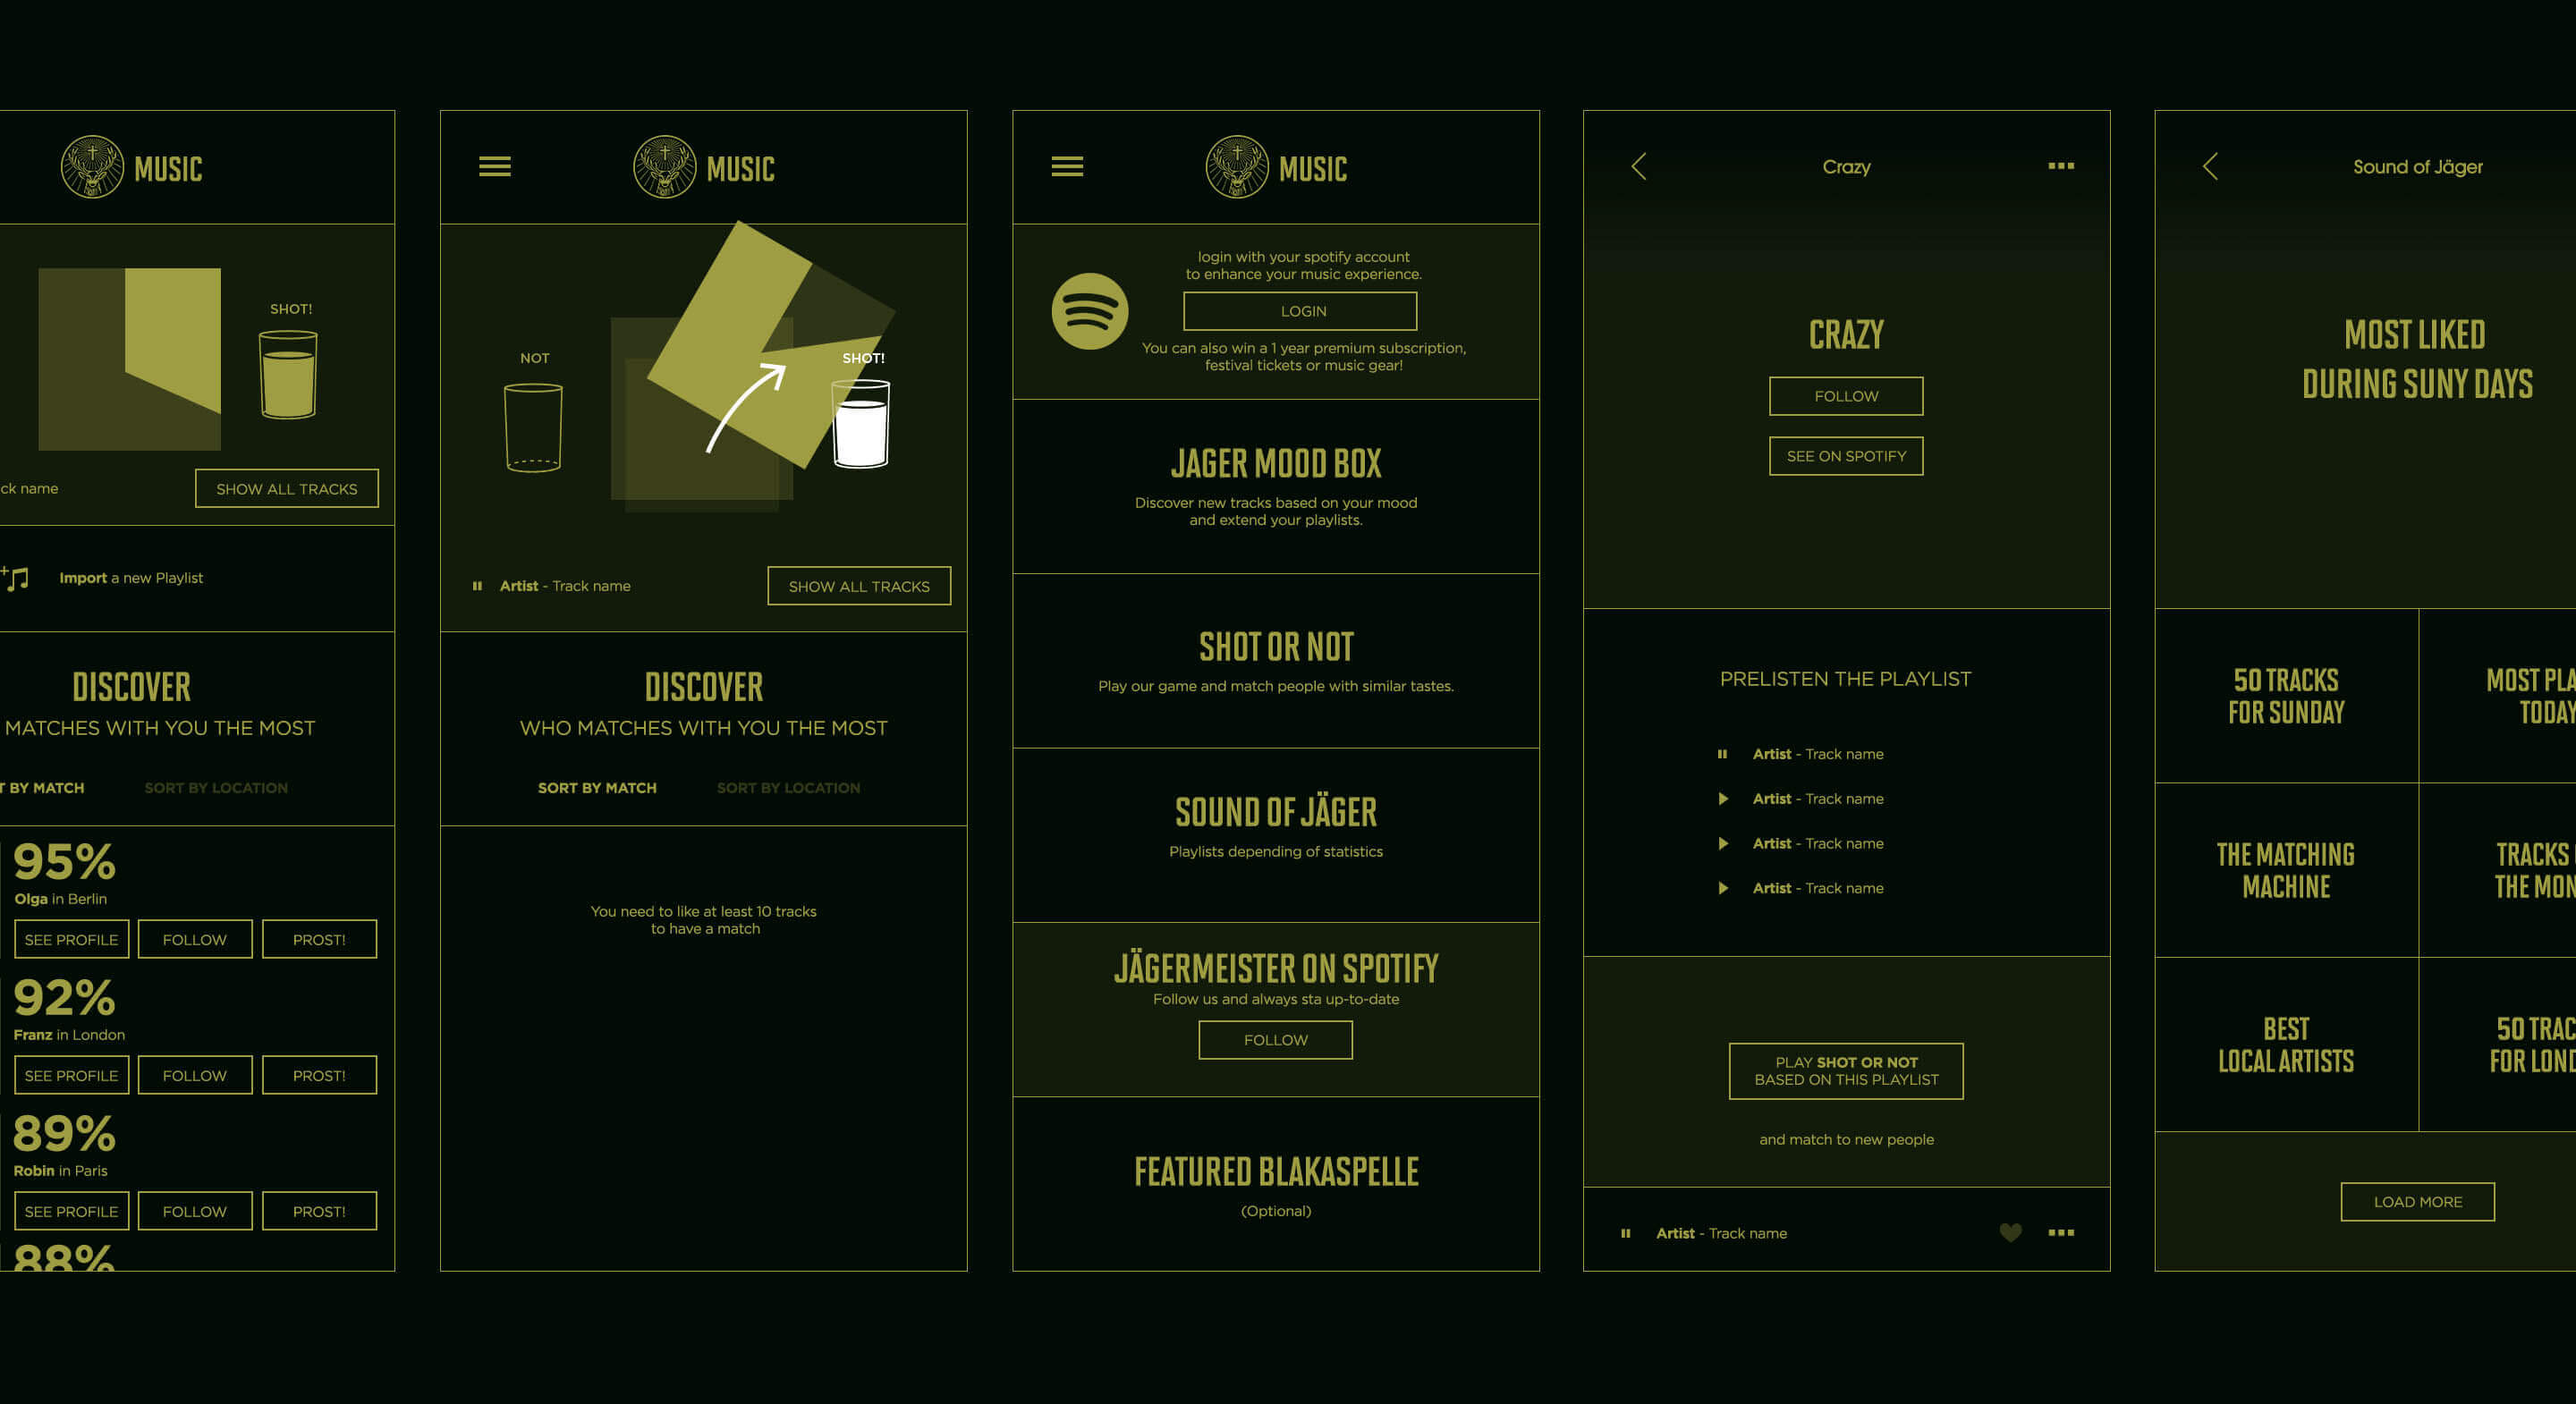 MUSIC
SHOT!
ck name
SHOW ALL TRACKS
Import a new Playlist
DISCOVER
MATCHES WITH YOU THE MOST
T BY MATCH
SORT BY LOCATION
95%
Olga in Berlin
SEE PROFILE
FOLLOW
PROST!
92%
Franz in London
SEE PROFILE
FOLLOW
PROST!
89%
Robin in Paris
SEE PROFILE
FOLLOW
PROST!
88%
MUSIC
NOT
SHOT!
Artist - Track name
SHOW ALL TRACKS
DISCOVER
WHO MATCHES WITH YOU THE MOST
SORT BY MATCH
SORT BY LOCATION
You need to like at least 10 tracks
to have a match
MUSIC
login with your spotify account
to enhance your music experience.
LOGIN
You can also win a 1 year premium subscription,
festival tickets or music gear!
JAGER MOOD BOX
Discover new tracks based on your mood
and extend your playlists.
SHOT OR NOT
Play our game and match people with similar tastes.
SOUND OF JÄGER
Playlists depending of statistics
JÄGERMEISTER ON SPOTIFY
Follow us and always sta up-to-date
FOLLOW
FEATURED BLAKASPELLE
(Optional)
Crazy
CRAZY
FOLLOW
SEE ON SPOTIFY
PRELISTEN THE PLAYLIST
Artist - Track name
Artist - Track name
Artist - Track name
Artist - Track name
PLAY SHOT OR NOT
BASED ON THIS PLAYLIST
and match to new people
Artist - Track name
Sound of Jäger
MOST LIKED
DURING SUNY DAYS
50 TRACKS
FOR SUNDAY
MOST PLA
TODAY
THE MATCHING
MACHINE
TRACKS
THE MON
BEST
LOCAL ARTISTS
50 TRAC
FOR LOND
LOAD MORE